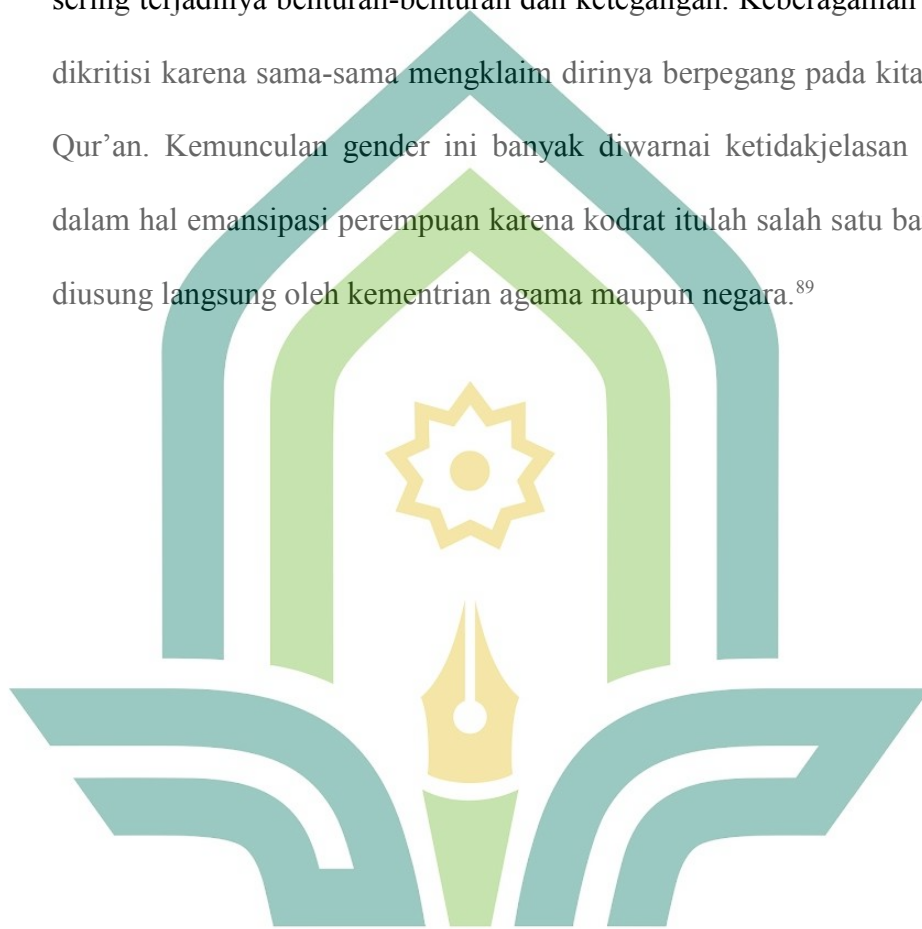 sering terjadinya benturan-benturan dan ketegangan. Keberagaman
dikritisi karena sama-sama mengklaim dirinya berpegang pada kita
Qur’an. Kemunculan gender ini banyak diwarnai ketidakjelasan
dalam hal emansipasi perempuan karena kodrat itulah salah satu ba
diusung langsung oleh kementrian agama maupun negara.⁸⁹